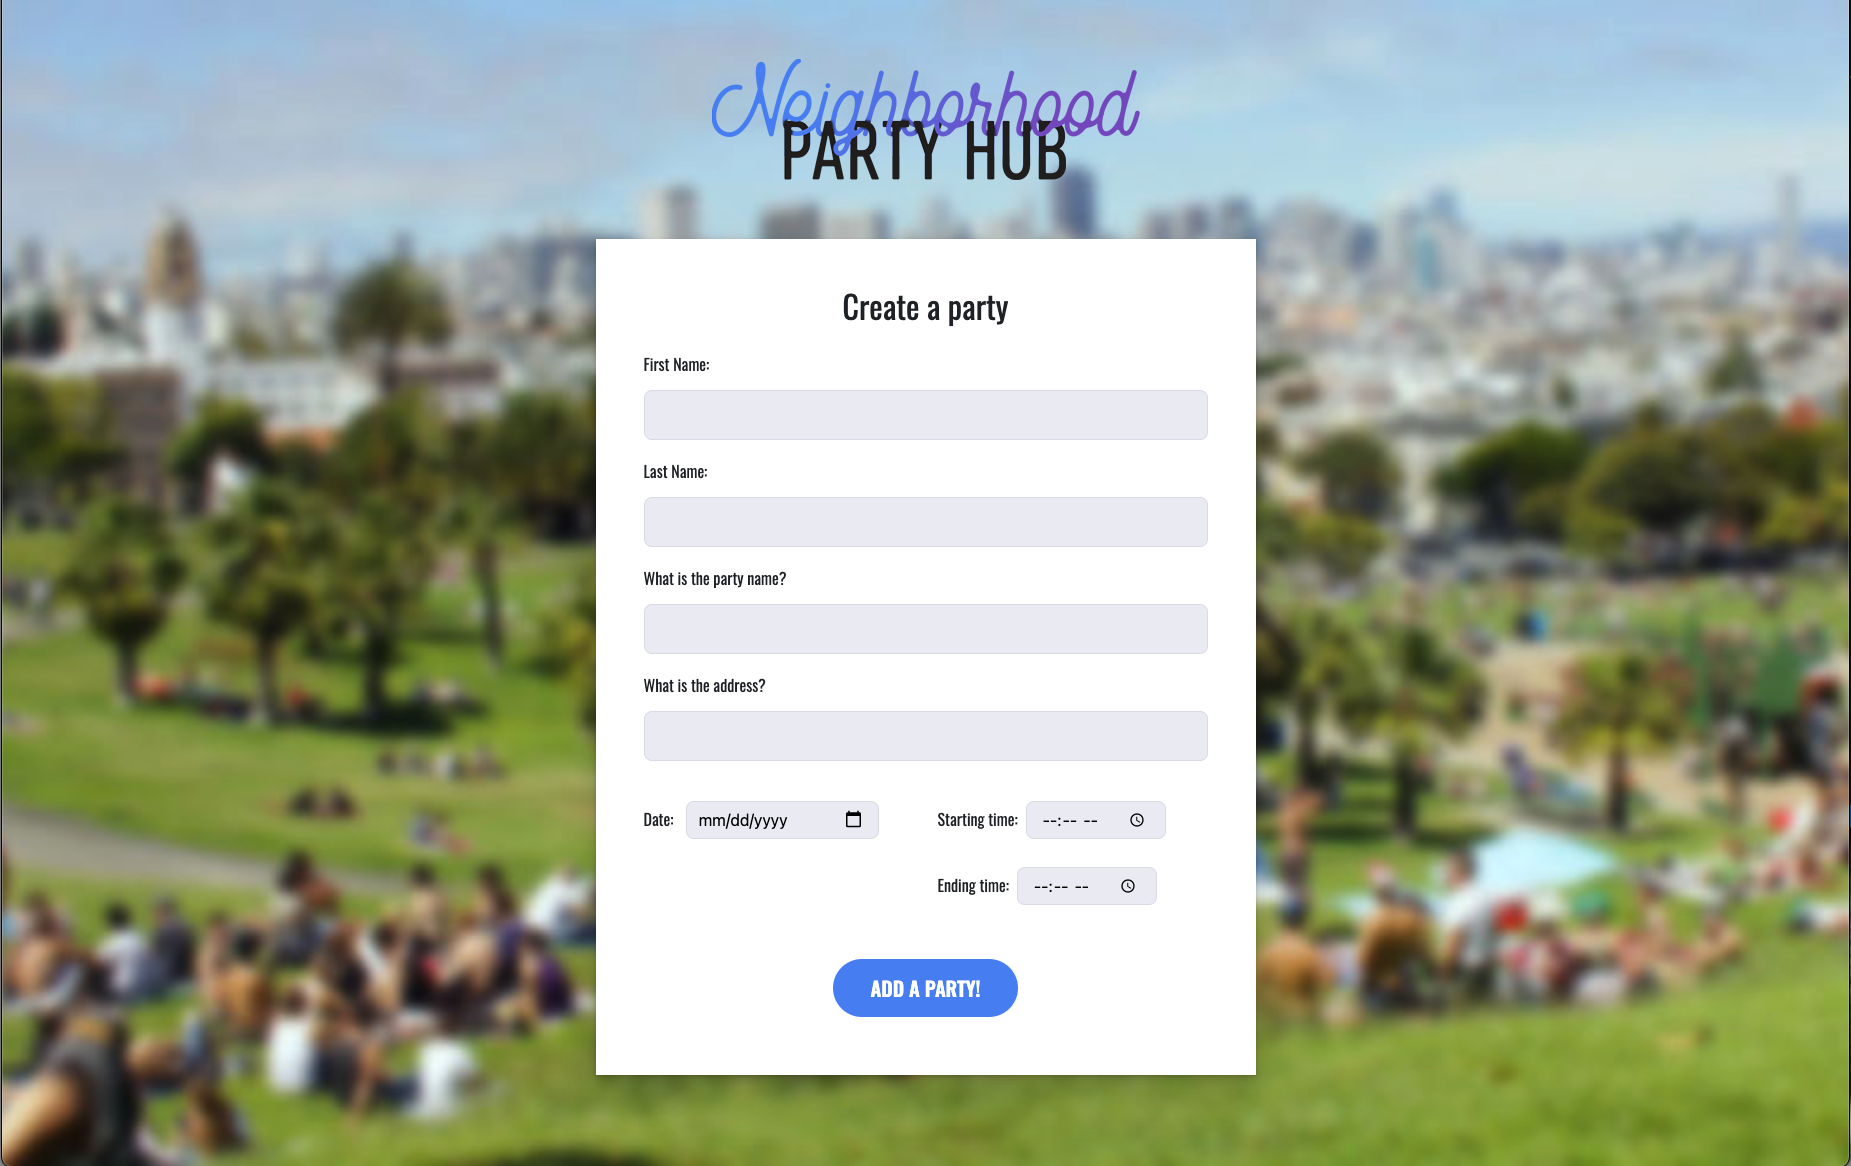 Neighborhood
PARTY HUB
Create a party
First Name:
Last Name:
What is the party name?
What is the address?
Date: mm/dd/yyyy Starting time: --:-- --
Ending time: --:-- --
ADD A PARTY!